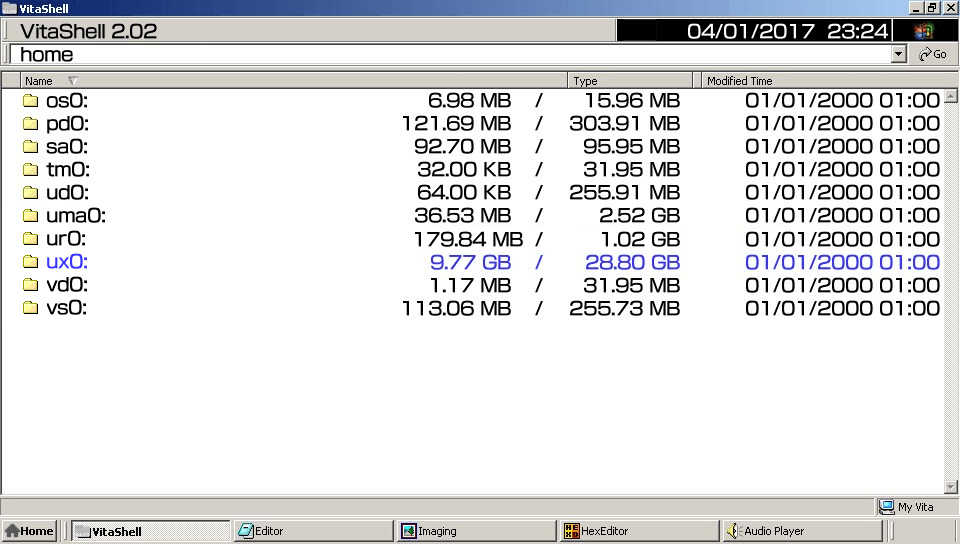 VitaShell
VitaShell 2.02 04/01/2017 23:24
home Go
Name Type Modified Time
os0: 6.98 MB / 15.96 MB 01/01/2000 01:00
pd0: 121.69 MB / 303.91 MB 01/01/2000 01:00
sa0: 92.70 MB / 95.95 MB 01/01/2000 01:00
tm0: 32.00 KB / 31.95 MB 01/01/2000 01:00
ud0: 64.00 KB / 255.91 MB 01/01/2000 01:00
uma0: 36.53 MB / 2.52 GB 01/01/2000 01:00
ur0: 179.84 MB / 1.02 GB 01/01/2000 01:00
ux0: 9.77 GB / 28.80 GB 01/01/2000 01:00
vd0: 1.17 MB / 31.95 MB 01/01/2000 01:00
vs0: 113.06 MB / 255.73 MB 01/01/2000 01:00
My Vita
Home VitaShell Editor Imaging HexEditor Audio Player